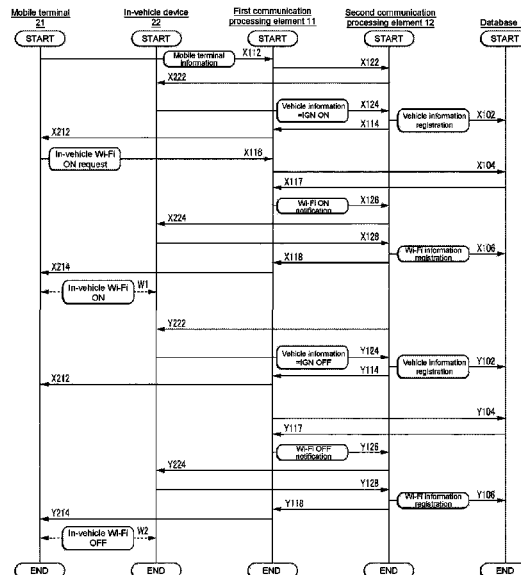 Mobile terminal
21
In-vehicle device
22
First communication
processing element 11
Second communication
processing element 12
Database
START
START
START
START
START
Mobile terminal
information
X112
X122
X222
Vehicle information
=IGN ON
X124
X114
Vehicle information
registration
X102
X212
In-vehicle Wi-Fi
ON request
X116
X104
X117
Wi-Fi ON
notification
X126
X224
X128
Wi-Fi information
registration
X106
X118
X214
In-vehicle Wi-Fi
ON
W1
Y222
Vehicle information
=IGN OFF
Y124
Y114
Vehicle information
registration
Y102
X212
Y104
Y117
Wi-Fi OFF
notification
Y126
Y224
Y128
Wi-Fi information
registration
Y106
Y118
Y214
In-vehicle Wi-Fi
OFF
W2
END
END
END
END
END